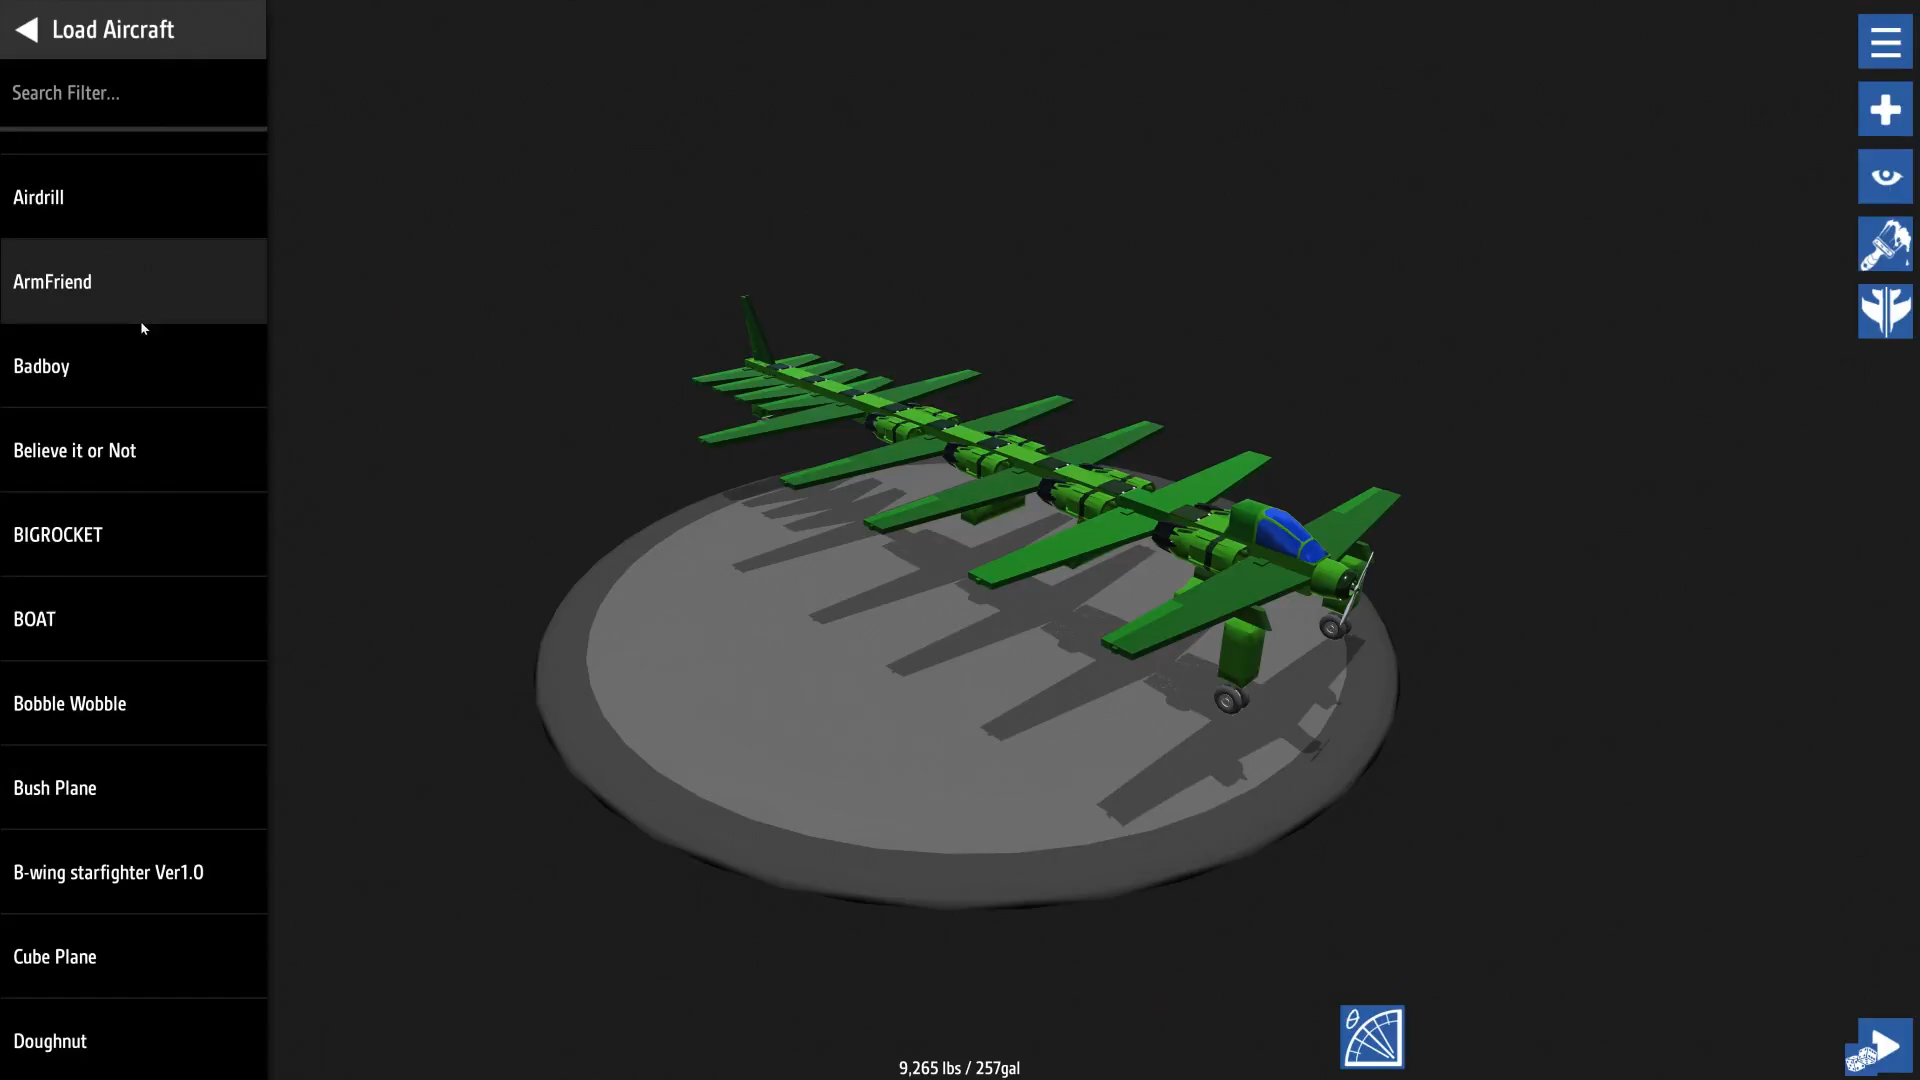 Load Aircraft
Search Filter...
Airdrill
ArmFriend
Badboy
Believe it or Not
BIGROCKET
BOAT
Bobble Wobble
Bush Plane
B-wing starfighter Ver1.0
Cube Plane
Doughnut
θ
9,265 lbs / 257gal